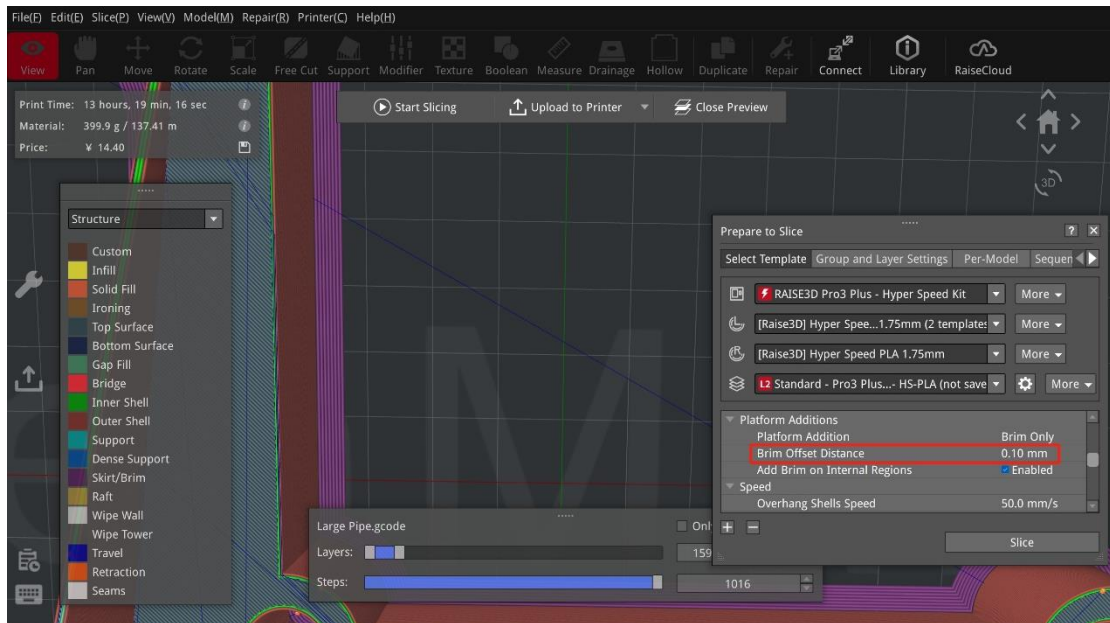 File(F) Edit(E) Slice(P) View(V) Model(M) Repair(R) Printer(C) Help(H)
View Pan Move Rotate Scale Free Cut Support Modifier Texture Boolean Measure Drainage Hollow Duplicate Repair Connect Library RaiseCloud
Print Time: 13 hours, 19 min, 16 sec
Material: 399.9 g / 137.41 m
Price: ¥ 14.40
Start Slicing Upload to Printer Close Preview
3D
Structure
Custom
Infill
Solid Fill
Ironing
Top Surface
Bottom Surface
Gap Fill
Bridge
Inner Shell
Outer Shell
Support
Dense Support
Skirt/Brim
Raft
Wipe Wall
Wipe Tower
Travel
Retraction
Seams
Prepare to Slice ?
Select Template Group and Layer Settings Per-Model Sequen
RAISE3D Pro3 Plus - Hyper Speed Kit More
L [Raise3D] Hyper Spee...1.75mm (2 templates More
R [Raise3D] Hyper Speed PLA 1.75mm More
L2 Standard - Pro3 Plus...- HS-PLA (not save More
Platform Additions
Platform Addition Brim Only
Brim Offset Distance 0.10 mm
Add Brim on Internal Regions Enabled
Speed
Overhang Shells Speed 50.0 mm/s
Slice
Large Pipe.gcode
Layers: 159
Steps: 1016
M